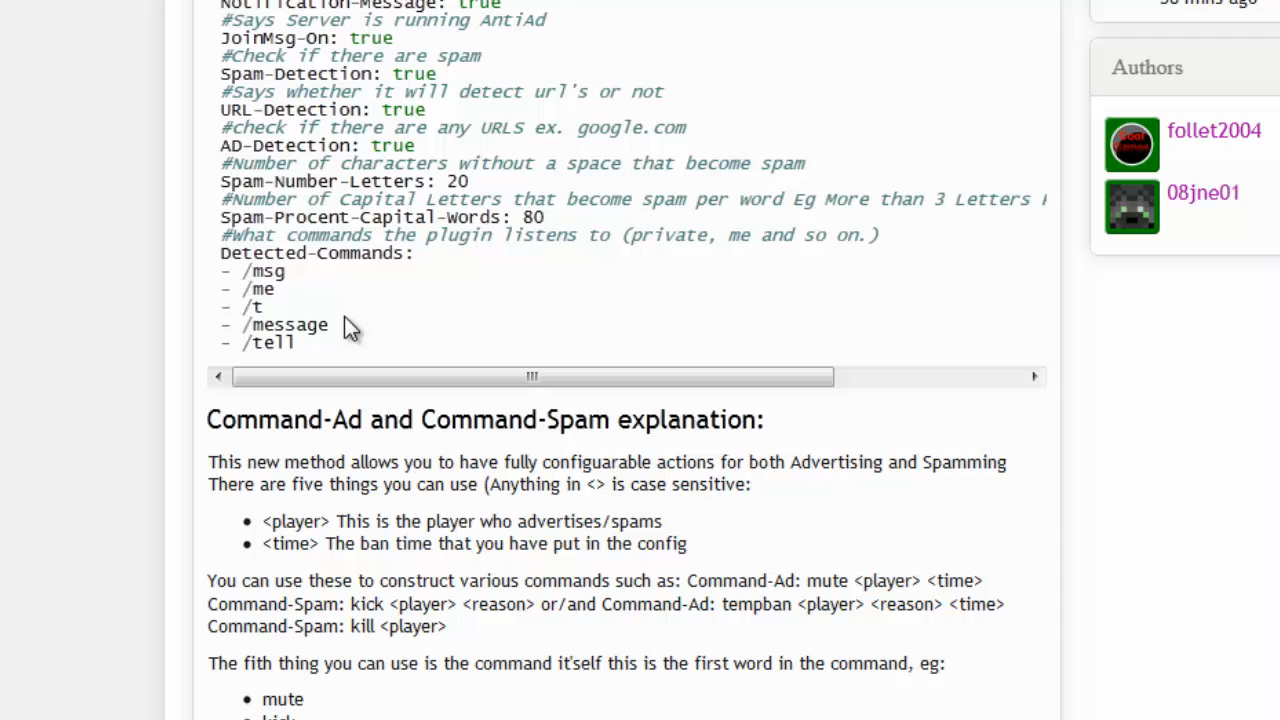 Notification-Message: true
#Says Server is running AntiAd
JoinMsg-On: true
#Check if there are spam
Spam-Detection: true
#Says whether it will detect url's or not
URL-Detection: true
#check if there are any URLS ex. google.com
AD-Detection: true
#Number of characters without a space that become spam
Spam-Number-Letters: 20
#Number of Capital Letters that become spam per word Eg More than 3 Letters
Spam-Procent-Capital-Words: 80
#What commands the plugin listens to (private, me and so on.)
Detected-Commands:
- /msg
- /me
- /t
- /message
- /tell
Command-Ad and Command-Spam explanation:
This new method allows you to have fully configuarable actions for both Advertising and Spamming
There are five things you can use (Anything in <> is case sensitive:
• <player> This is the player who advertises/spams
• <time> The ban time that you have put in the config
You can use these to construct various commands such as: Command-Ad: mute <player> <time>
Command-Spam: kick <player> <reason> or/and Command-Ad: tempban <player> <reason> <time>
Command-Spam: kill <player>
The fith thing you can use is the command it'self this is the first word in the command, eg:
• mute
• kick
mins ago
Authors
follet2004
08jne01